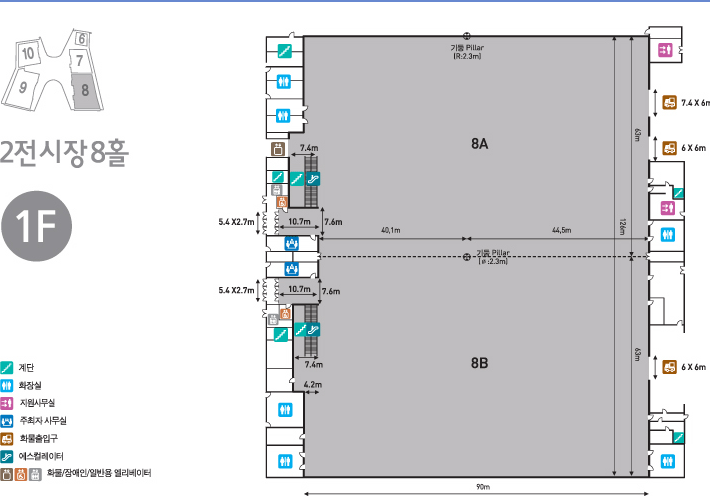 10
6
7
9
8
2전시장 8홀
1F
계단
화장실
지원사무실
주최자 사무실
화물출입구
에스컬레이터
화물/장애인/일반용 엘리베이터
기둥 Pillar
(R:2.3m)
7.4 X 6m
8A
63m
6 X 6m
7.4m
5.4 X2.7m
10.7m
7.6m
126m
40,1m
44,5m
기둥 Pillar
(ø:2.3m)
5.4 X2.7m
10.7m
7.6m
63m
7.4m
8B
6 X 6m
4.2m
90m